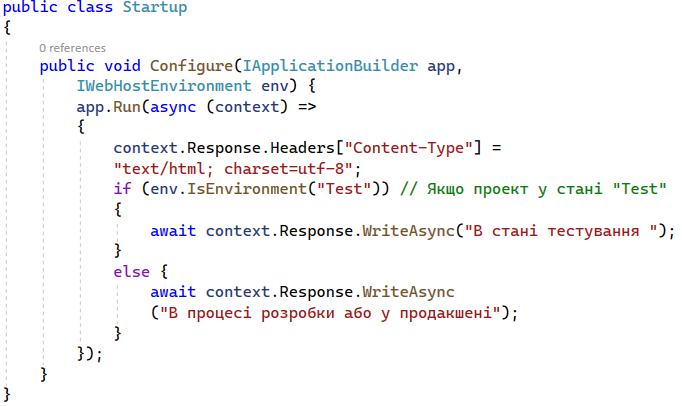 public class Startup
{
0 references
public void Configure(IApplicationBuilder app,
IWebHostEnvironment env) {
app.Run(async (context) =>
{
context.Response.Headers["Content-Type"] =
"text/html; charset=utf-8";
if (env.IsEnvironment("Test")) // Якщо проект у стані "Test"
{
await context.Response.WriteAsync("В стані тестування ");
}
else {
await context.Response.WriteAsync
("В процесі розробки або у продакшені");
}
});
}
}